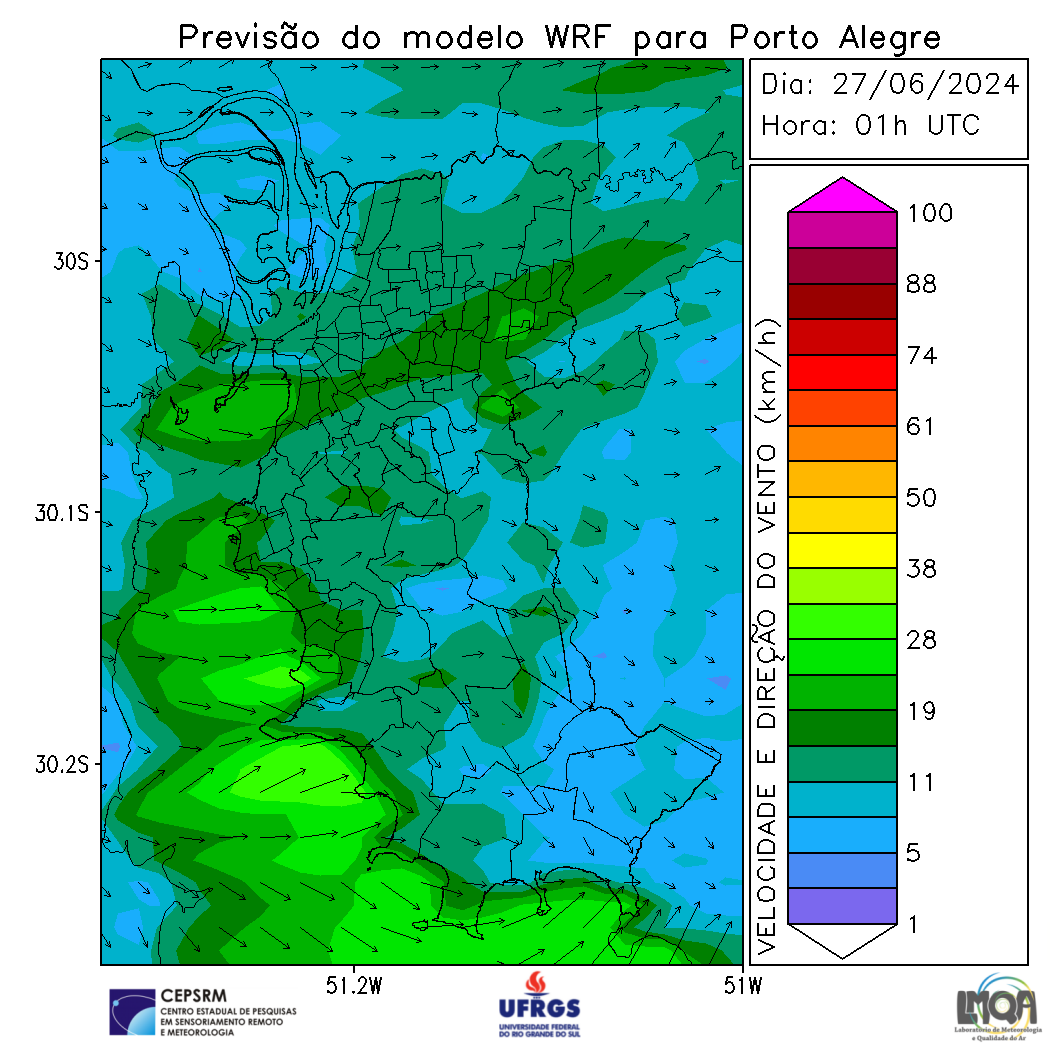 Previsão do modelo WRF para Porto Alegre
Dia: 27/06/2024
Hora: 01h UTC
30S
30.1S
30.2S
51.2W
51W
VELOCIDADE E DIREÇÃO DO VENTO (km/h)
100
88
74
61
50
38
28
19
11
5
1
CEPSRM
CENTRO ESTADUAL DE PESQUISAS
EM SENSORIAMENTO REMOTO
E METEOROLOGIA
UFRGS
UNIVERSIDADE FEDERAL
DO RIO GRANDE DO SUL
LMQA
Laboratório de Meteorologia
e Qualidade do Ar